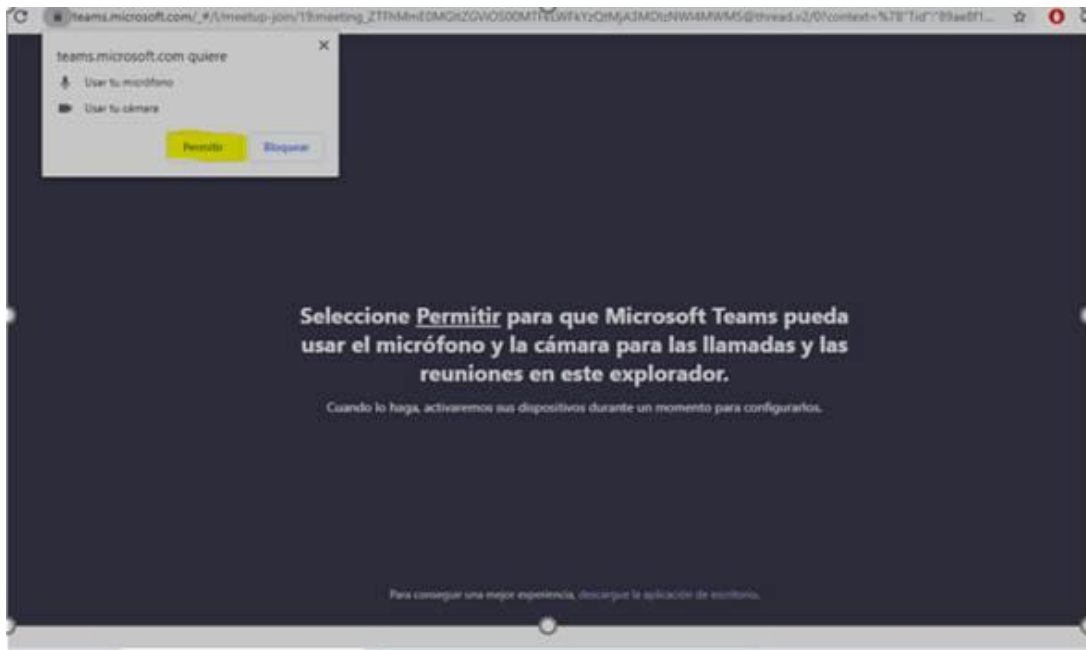 teams.microsoft.com quiere
Usar tu micrófono
Usar tu cámara
Permitir Bloquear
Seleccione Permitir para que Microsoft Teams pueda
usar el micrófono y la cámara para las llamadas y las
reuniones en este explorador.
Cuando lo haga, activaremos sus dispositivos durante un momento para configurarlos.
Para conseguir una mejor experiencia, descargue la aplicación de escritorio.